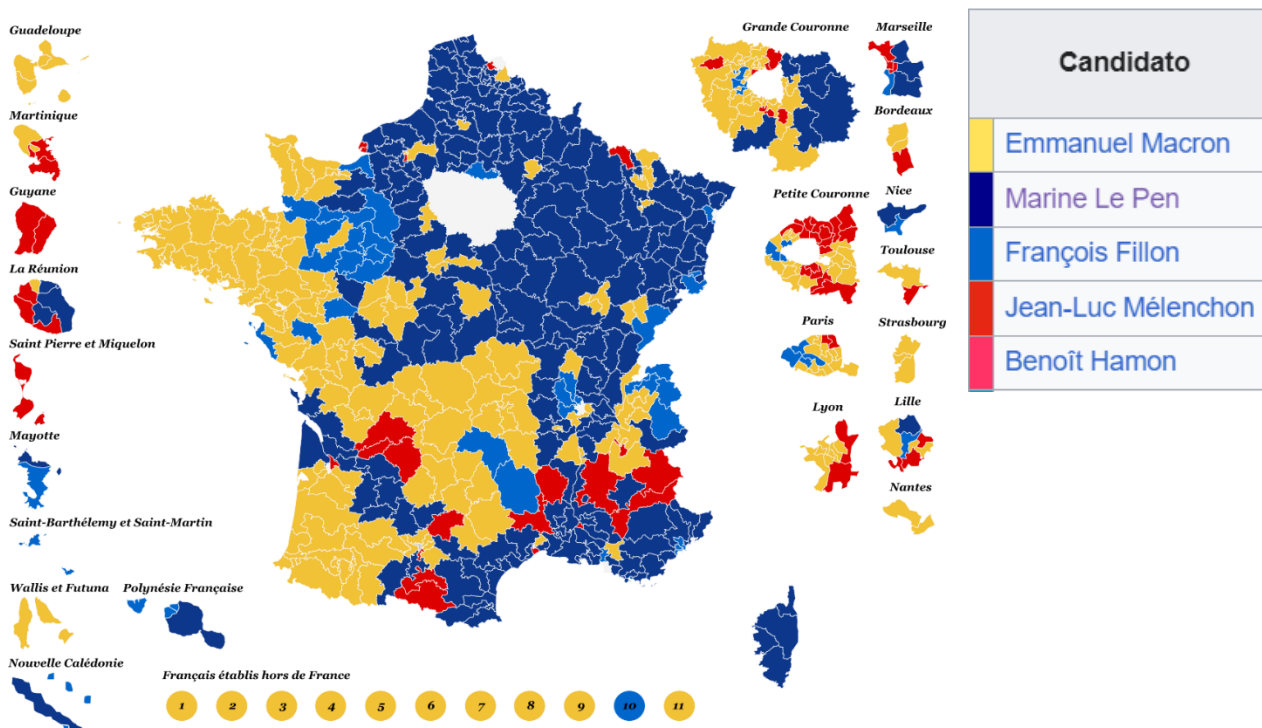 Guadeloupe
Martinique
Guyane
La Réunion
Saint Pierre et Miquelon
Mayotte
Saint-Barthélemy et Saint-Martin
Wallis et Futuna
Polynésie Française
Nouvelle Calédonie
Français établis hors de France
1
2
3
4
5
6
7
8
9
10
11
Grande Couronne
Marseille
Bordeaux
Petite Couronne
Nice
Toulouse
Paris
Strasbourg
Lyon
Lille
Nantes
Candidato
Emmanuel Macron
Marine Le Pen
François Fillon
Jean-Luc Mélenchon
Benoît Hamon